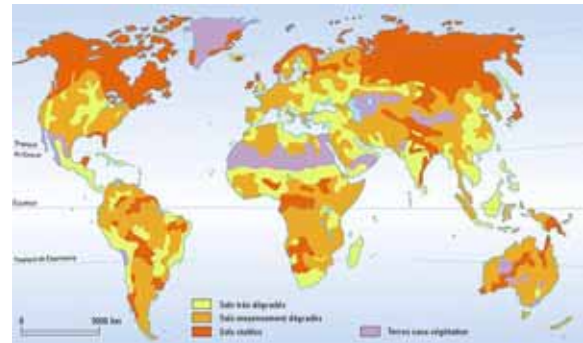 Tropique
du Cancer
Équateur
Tropique du Capricorne
Sols très dégradés
Sols moyennement dégradés
Sols stables
Terres sans végétation
0
km